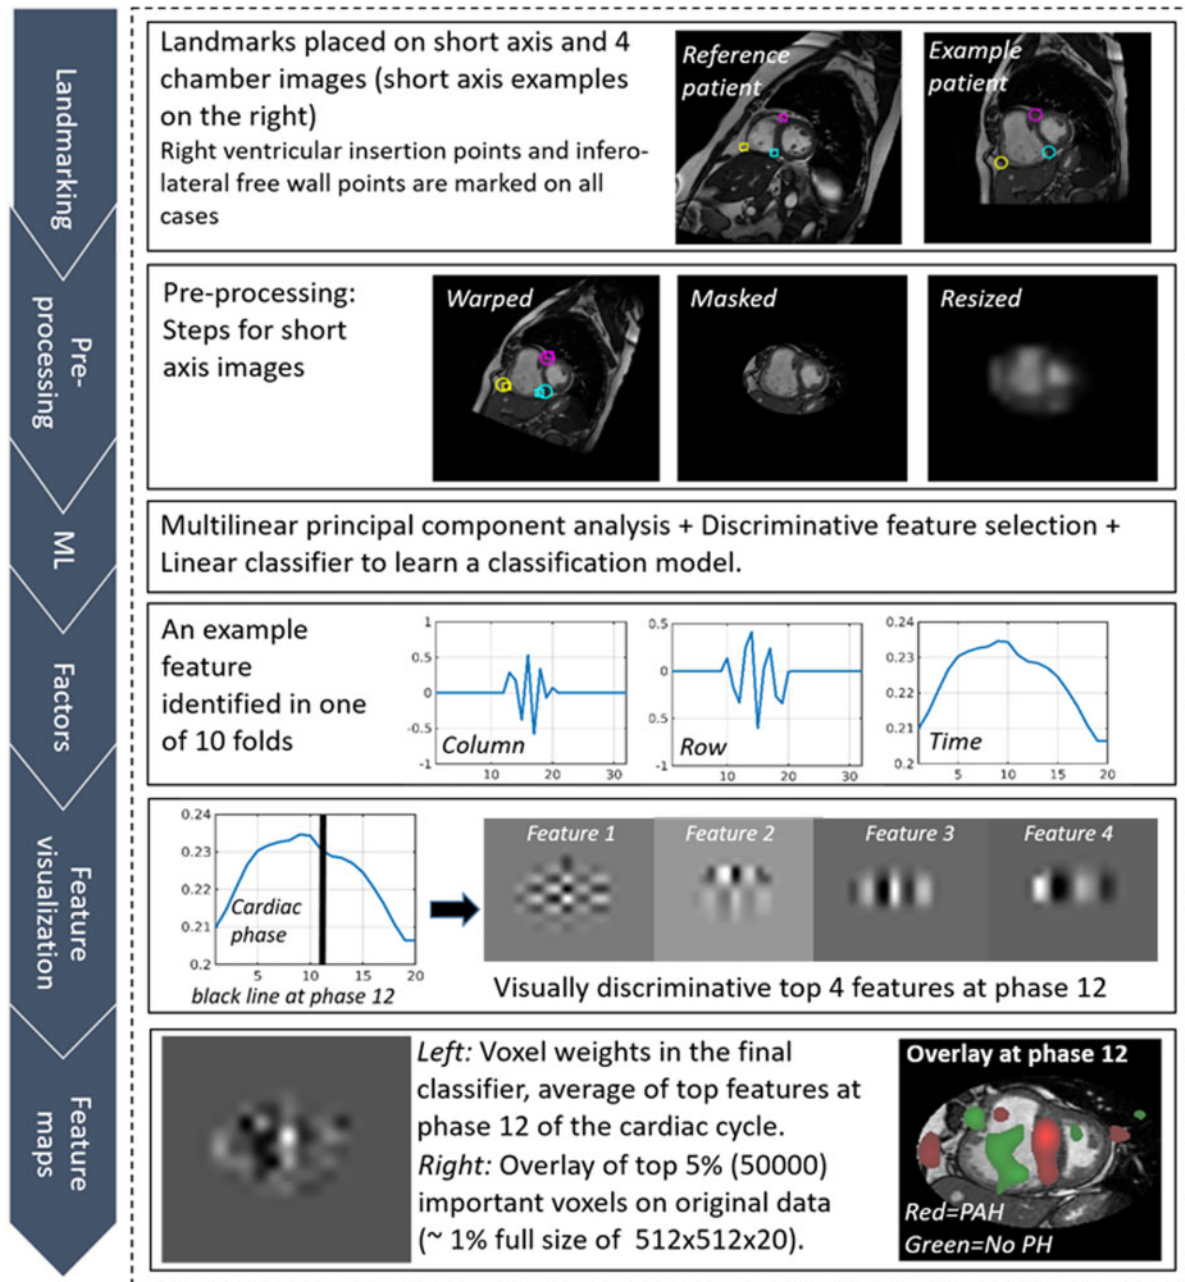 Landmarking
Landmarks placed on short axis and 4
chamber images (short axis examples
on the right)
Right ventricular insertion points and infero-
lateral free wall points are marked on all
cases
Reference
patient
Example
patient
Pre-
processing
Pre-processing:
Steps for short
axis images
Warped
Masked
Resized
ML
Multilinear principal component analysis + Discriminative feature selection +
Linear classifier to learn a classification model.
Factors
An example
feature
identified in one
of 10 folds
1
0.5
0
-0.5
-1
10 20 30
Column
0.5
0
0.5
-1
10 20 30
Row
0.24
0.23
0.22
0.21
0.2
5 10 15 20
Time
Feature
visualization
0.24
0.23
0.22
0.21
0.2
5 10 15 20
Cardiac
phase
black line at phase 12
Feature 1
Feature 2
Feature 3
Feature 4
Visually discriminative top 4 features at phase 12
Feature
maps
Left: Voxel weights in the final
classifier, average of top features at
phase 12 of the cardiac cycle.
Right: Overlay of top 5% (50000)
important voxels on original data
(~ 1% full size of 512x512x20).
Overlay at phase 12
Red=PAH
Green=No PH